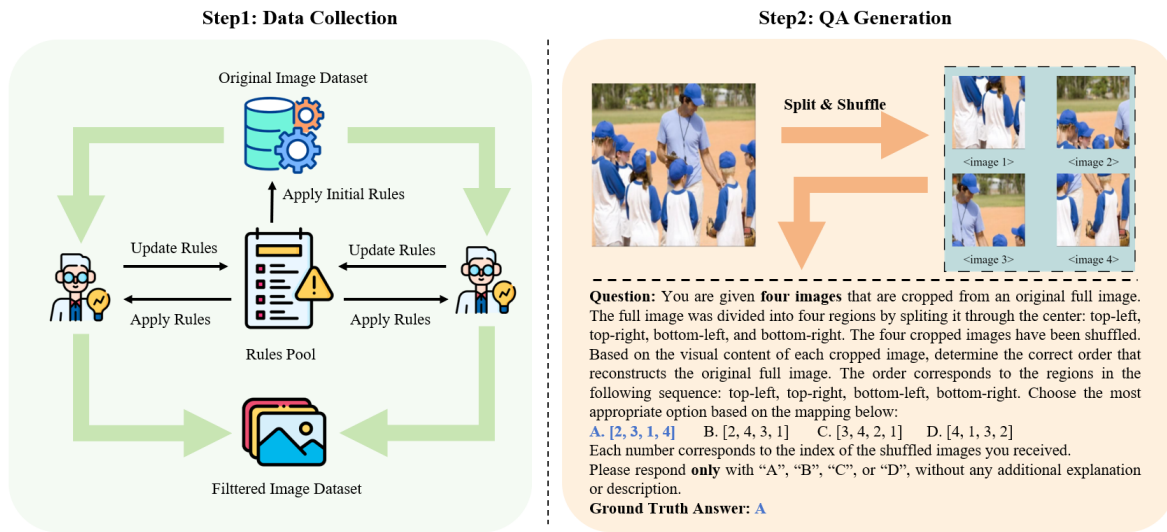 Step1: Data Collection
Original Image Dataset
Apply Initial Rules
Update Rules
Update Rules
Apply Rules
Apply Rules
Rules Pool
Filttered Image Dataset
Step2: QA Generation
Split & Shuffle
<image 1>
<image 2>
<image 3>
<image 4>
Question: You are given four images that are cropped from an original full image.
The full image was divided into four regions by spliting it through the center: top-left,
top-right, bottom-left, and bottom-right. The four cropped images have been shuffled.
Based on the visual content of each cropped image, determine the correct order that
reconstructs the original full image. The order corresponds to the regions in the
following sequence: top-left, top-right, bottom-left, bottom-right. Choose the most
appropriate option based on the mapping below:
A. [2, 3, 1, 4] B. [2, 4, 3, 1] C. [3, 4, 2, 1] D. [4, 1, 3, 2]
Each number corresponds to the index of the shuffled images you received.
Please respond only with “A”, “B”, “C”, or “D”, without any additional explanation
or description.
Ground Truth Answer: A